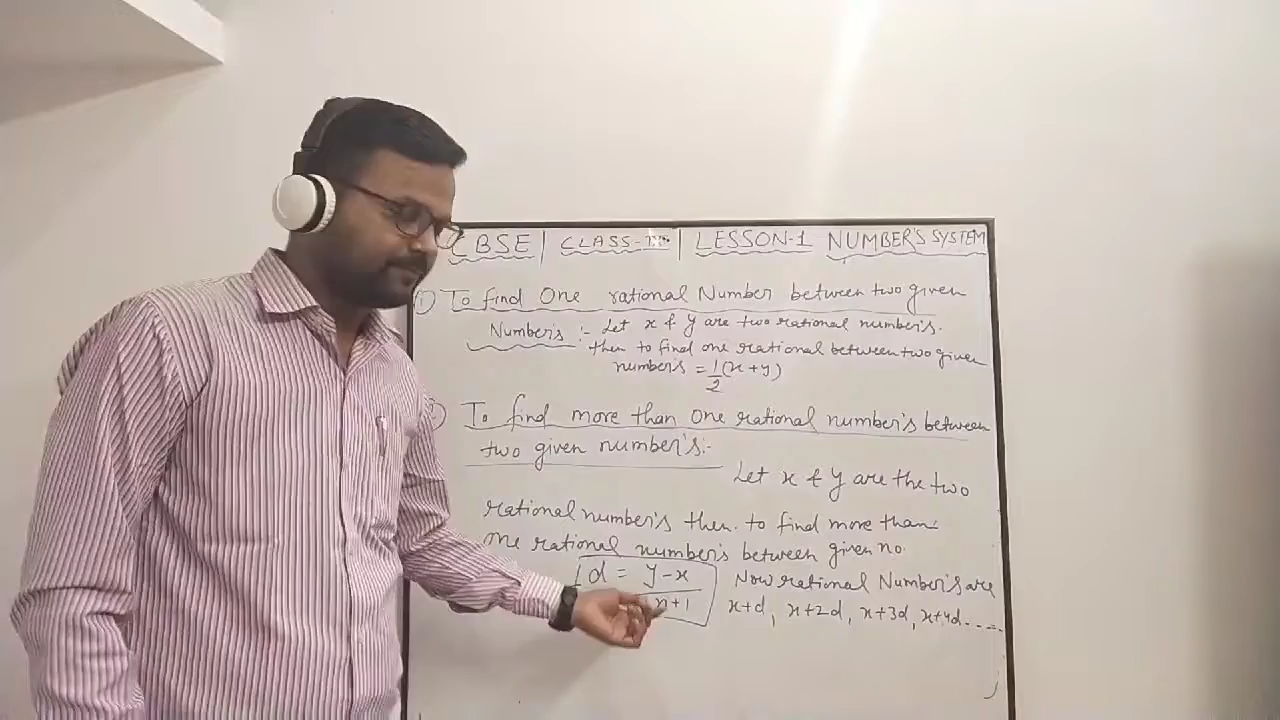 CBSE | CLASS- | LESSON-1 NUMBER'S SYSTEM
① To find One rational Number between two given
Number's :- Let x & y are two rational number's.
then to find one rational between two given
number's = 1/2 (x+y)
To find more than one rational number's between
two given number's:-
Let x & y are the two
rational number's then. to find more than
one rational number's between given no.
d = y-x / n+1
Now rational Number's are
x+d, x+2d, x+3d, x+4d-----